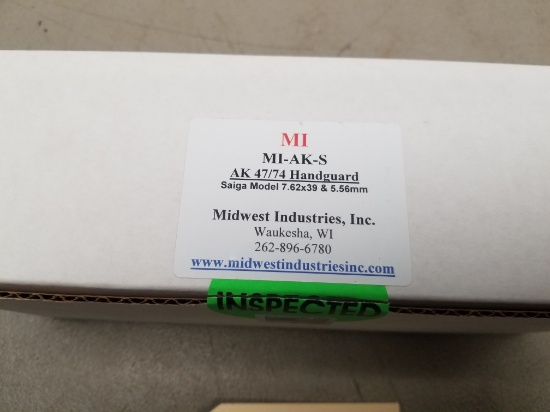 MI
MI-AK-S
AK 47/74 Handguard
Saiga Model 7.62x39 & 5.56mm
Midwest Industries, Inc.
Waukesha, WI
262-896-6780
www.midwestindustriesinc.com
INSPECTED